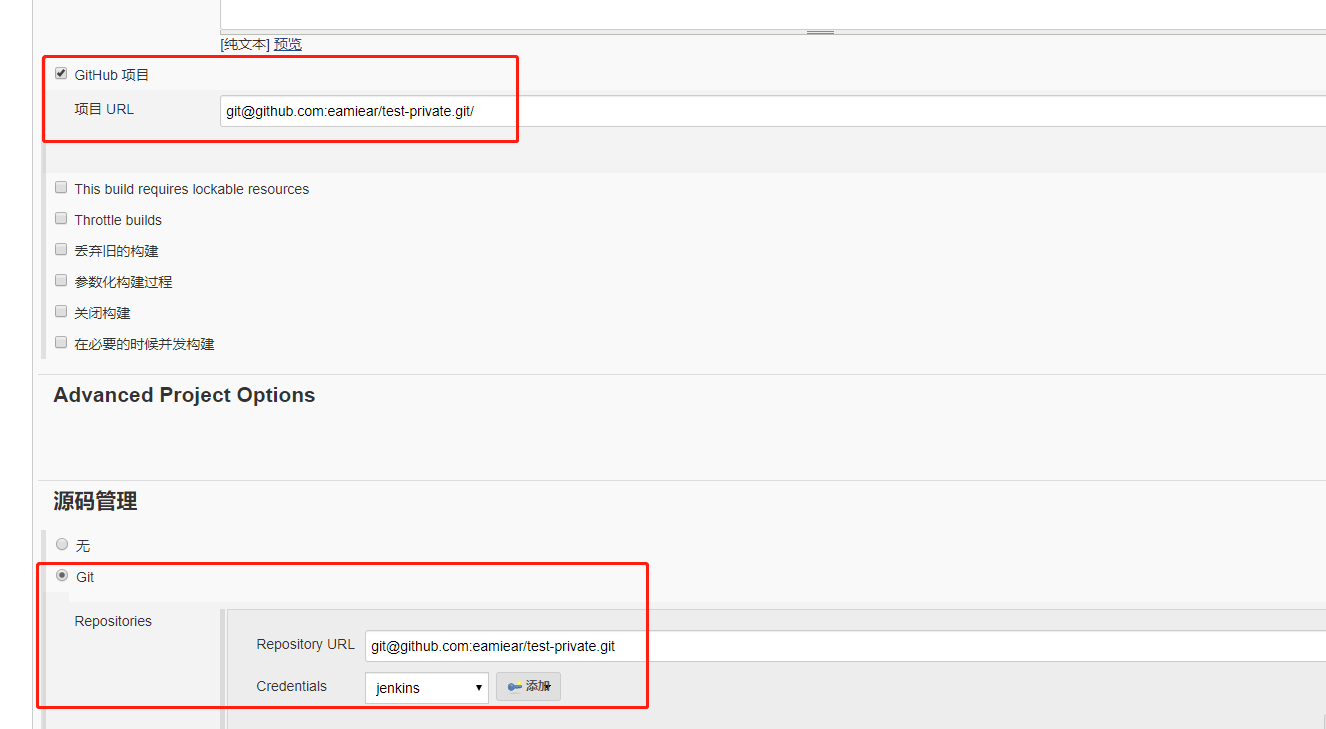 [纯文本] 预览
GitHub 项目
项目 URL
git@github.com:eamiear/test-private.git/
This build requires lockable resources
Throttle builds
丢弃旧的构建
参数化构建过程
关闭构建
在必要的时候并发构建
Advanced Project Options
源码管理
无
Git
Repositories
Repository URL
git@github.com:eamiear/test-private.git
Credentials
jenkins
添加